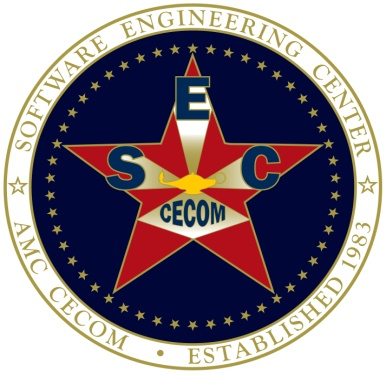 SOFTWARE ENGINEERING CENTER
E
S C
CECOM
AMC CECOM • ESTABLISHED 1983